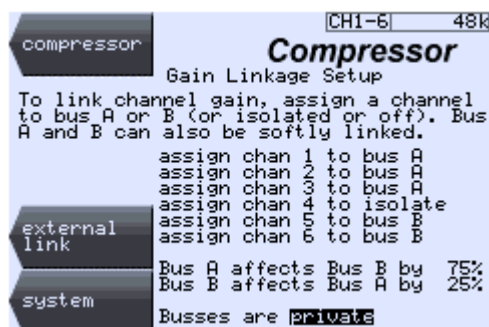 CH1-6 48k
compressor
Compressor
Gain Linkage Setup
To link channel gain, assign a channel
to bus A or B (or isolated or off). Bus
A and B can also be softly linked.
assign chan 1 to bus A
assign chan 2 to bus A
assign chan 3 to bus A
assign chan 4 to isolate
assign chan 5 to bus B
assign chan 6 to bus B
external
link
Bus A affects Bus B by 75%
Bus B affects Bus A by 25%
system
Busses are private